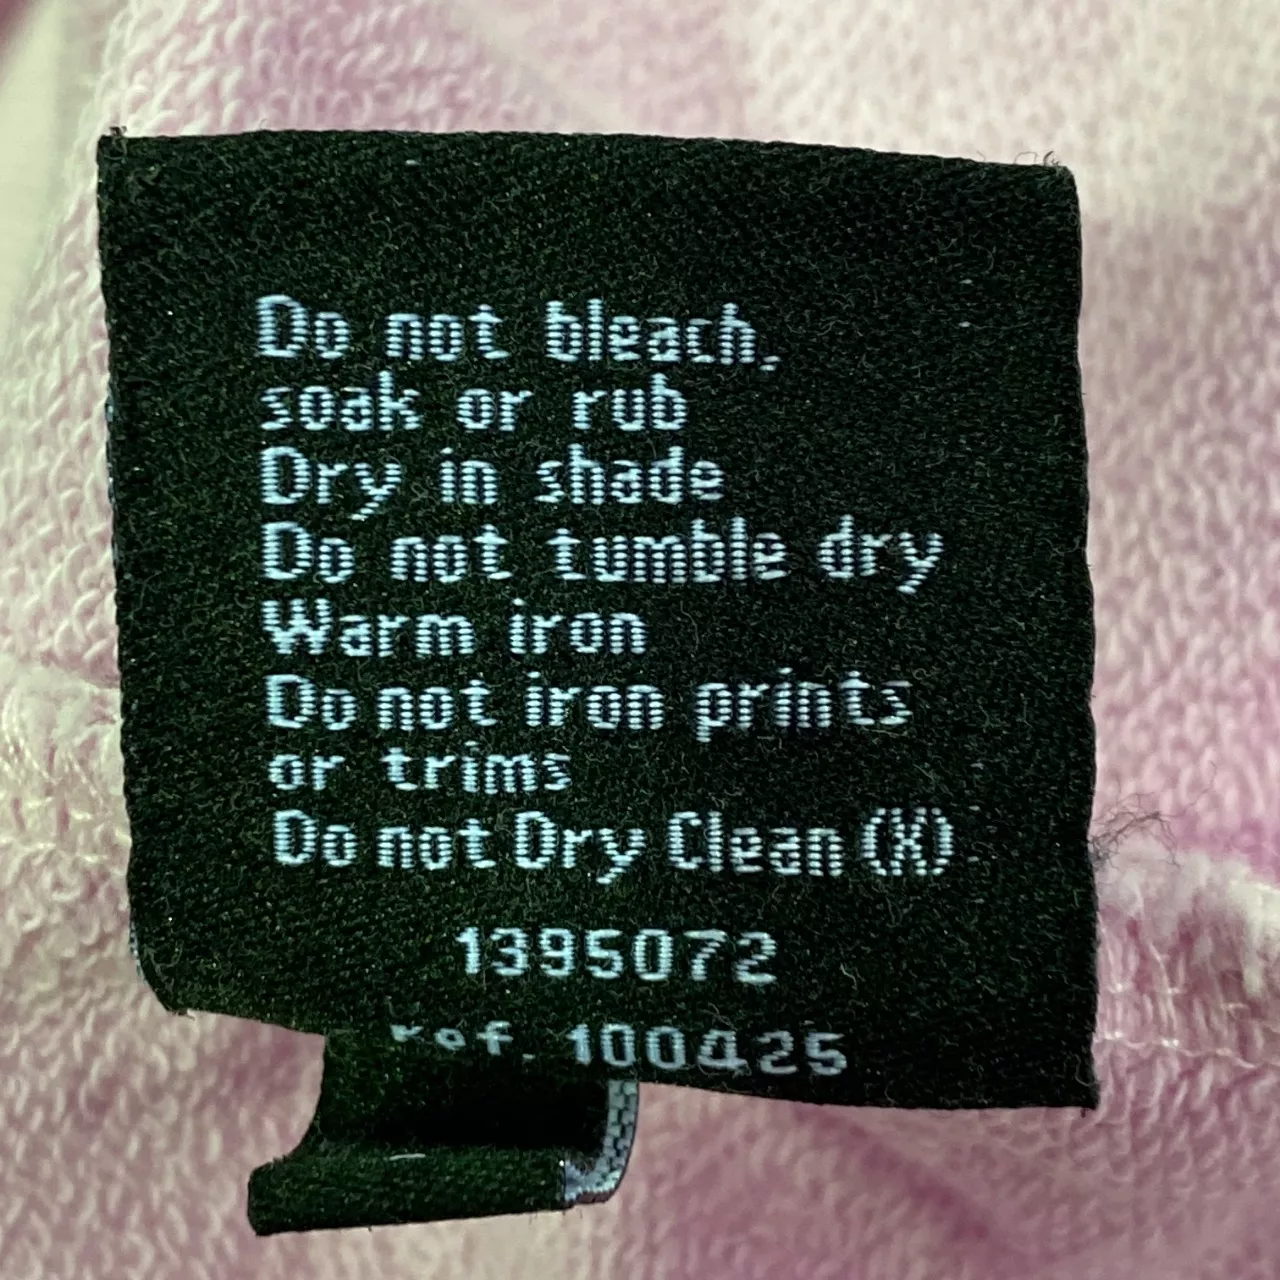 Do not bleach,
soak or rub
Dry in shade
Do not tumble dry
Warm iron
Do not iron prints
or trims
Do not Dry Clean (X).
1395072
Ref. 100425